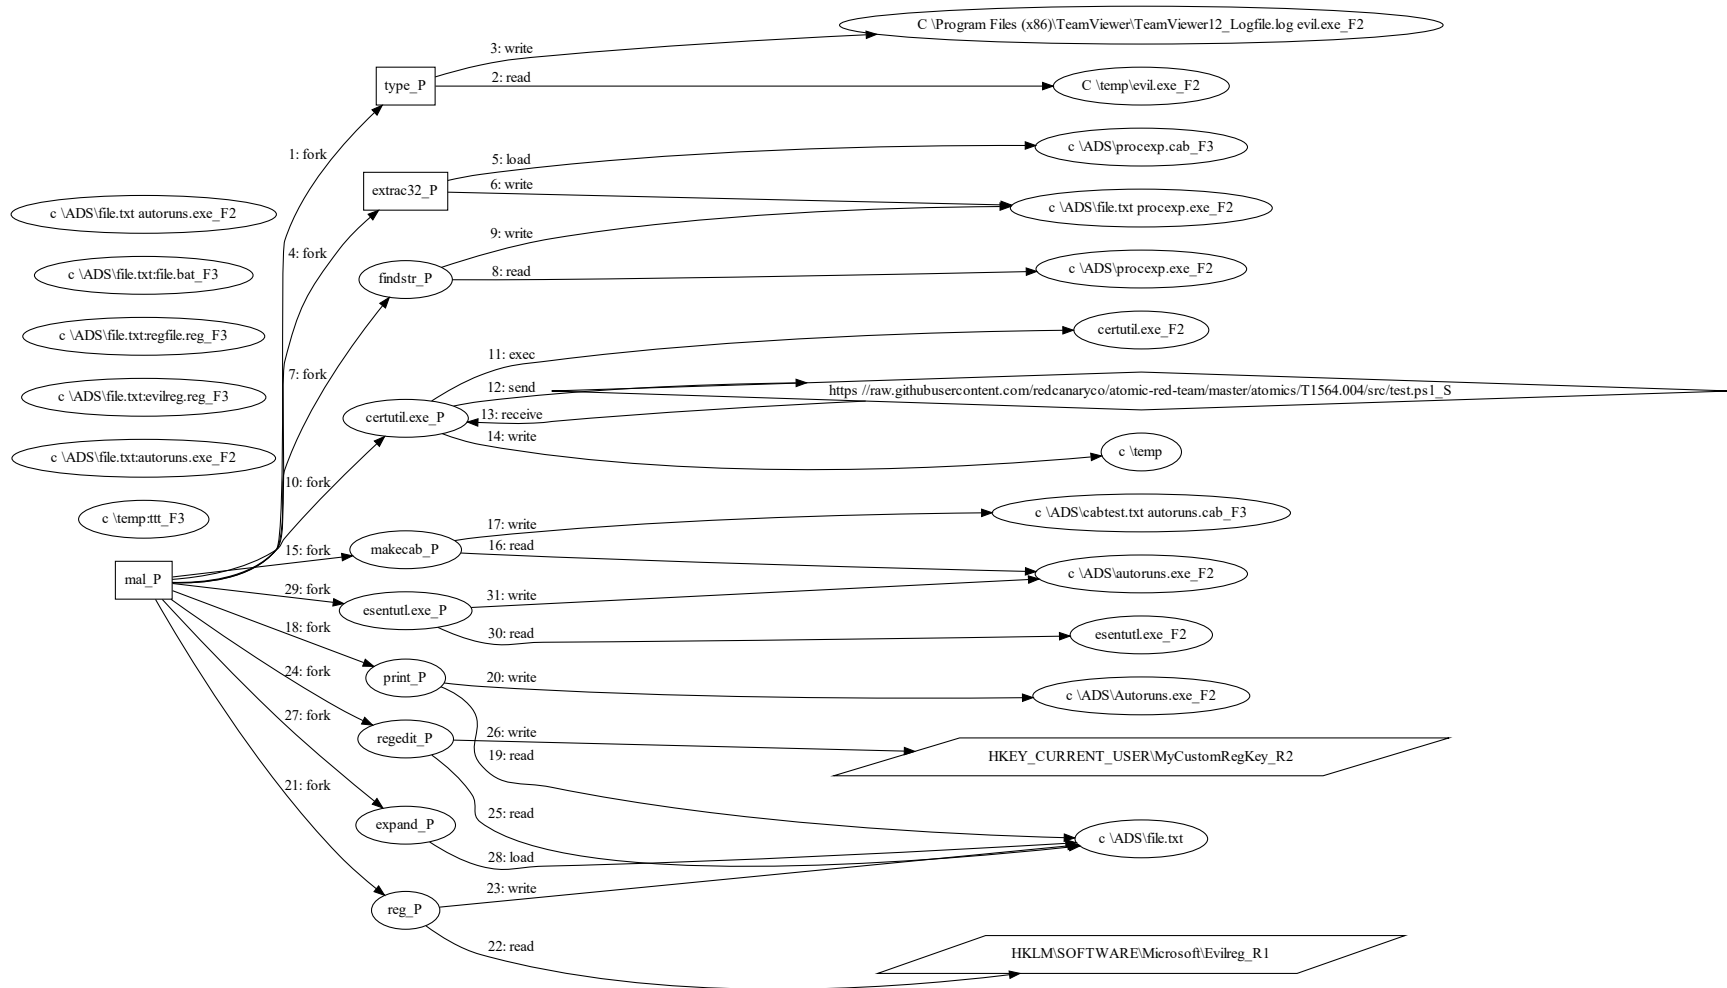 C \Program Files (x86)\TeamViewer\TeamViewer12_Logfile.log evil.exe_F2
3: write
type_P
2: read
C \temp\evil.exe_F2
1: fork
5: load
c \ADS\procexp.cab_F3
extrac32_P
6: write
c \ADS\file.txt procexp.exe_F2
c \ADS\file.txt autoruns.exe_F2
4: fork
9: write
findstr_P
8: read
c \ADS\procexp.exe_F2
c \ADS\file.txt:file.bat_F3
certutil.exe_F2
c \ADS\file.txt:regfile.reg_F3
11: exec
7: fork
12: send
https //raw.githubusercontent.com/redcanaryco/atomic-red-team/master/atomics/T1564.004/src/test.ps1_S
c \ADS\file.txt:evilreg.reg_F3
13: receive
certutil.exe_P
14: write
c \temp
c \ADS\file.txt:autoruns.exe_F2
10: fork
c \temp:ttt_F3
17: write
c \ADS\cabtest.txt autoruns.cab_F3
15: fork
makecab_P
16: read
c \ADS\autoruns.exe_F2
mal_P
29: fork
31: write
esentutl.exe_P
30: read
esentutl.exe_F2
18: fork
print_P
20: write
c \ADS\Autoruns.exe_F2
24: fork
27: fork
regedit_P
26: write
19: read
HKEY_CURRENT_USER\MyCustomRegKey_R2
21: fork
25: read
expand_P
28: load
c \ADS\file.txt
23: write
reg_P
22: read
HKLM\SOFTWARE\Microsoft\Evilreg_R1